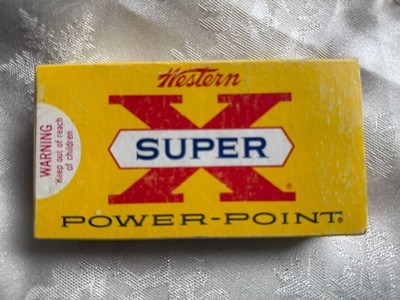 Western
X
SUPER
®
POWER-POINT®
WARNING
Keep out of reach
of children.